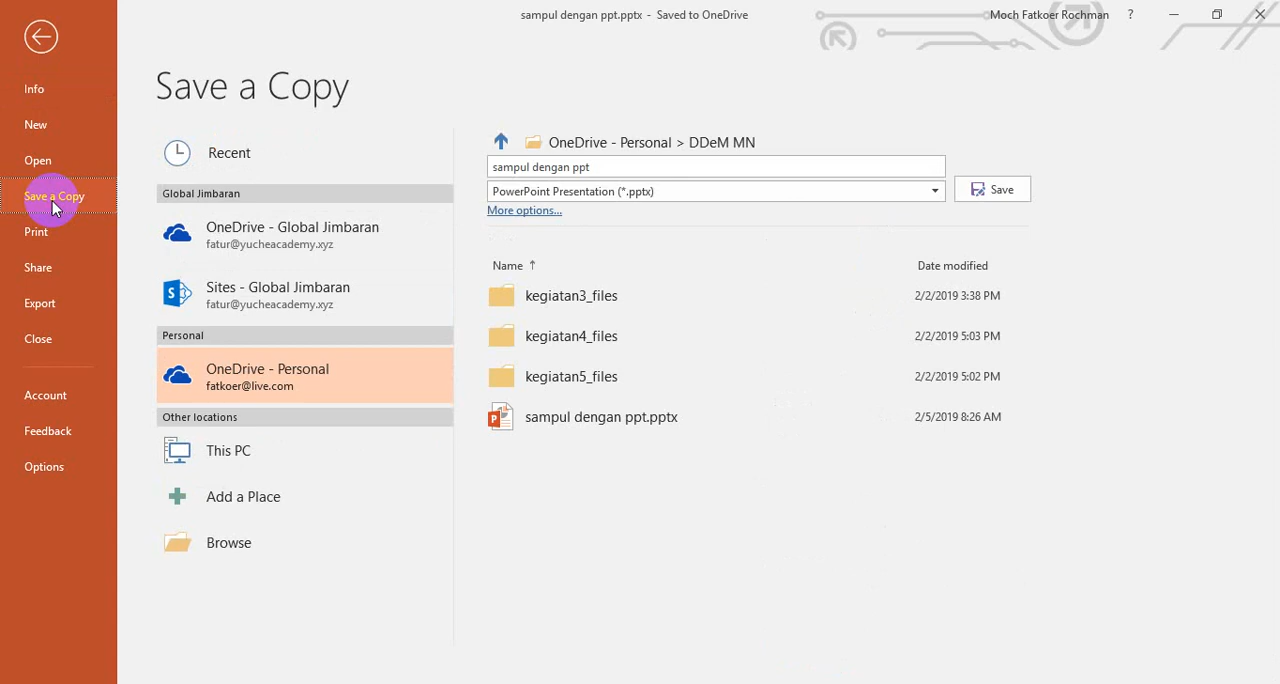 sampul dengan ppt.pptx - Saved to OneDrive
Moch Fatkoer Rochman
?
Info
New
Open
Save a Copy
Print
Share
Export
Close
Account
Feedback
Options
Save a Copy
Recent
Global Jimbaran
OneDrive - Global Jimbaran
fatur@yucheacademy.xyz
Sites - Global Jimbaran
fatur@yucheacademy.xyz
Personal
OneDrive - Personal
fatkoer@live.com
Other locations
This PC
Add a Place
Browse
OneDrive - Personal > DDeM MN
sampul dengan ppt
PowerPoint Presentation (*.pptx)
Save
More options...
Name ↑ Date modified
kegiatan3_files 2/2/2019 3:38 PM
kegiatan4_files 2/2/2019 5:03 PM
kegiatan5_files 2/2/2019 5:02 PM
sampul dengan ppt.pptx 2/5/2019 8:26 AM